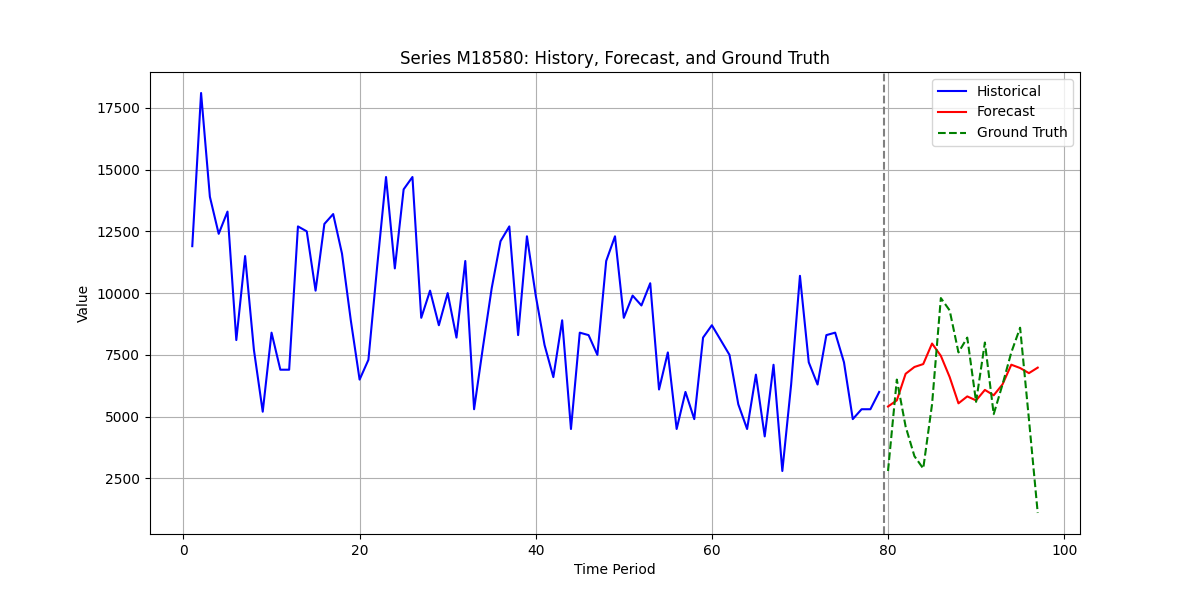 Series M18580: History, Forecast, and Ground Truth
Historical
Forecast
Ground Truth
Value
17500
15000
12500
10000
7500
5000
2500
0
20
40
60
80
100
Time Period